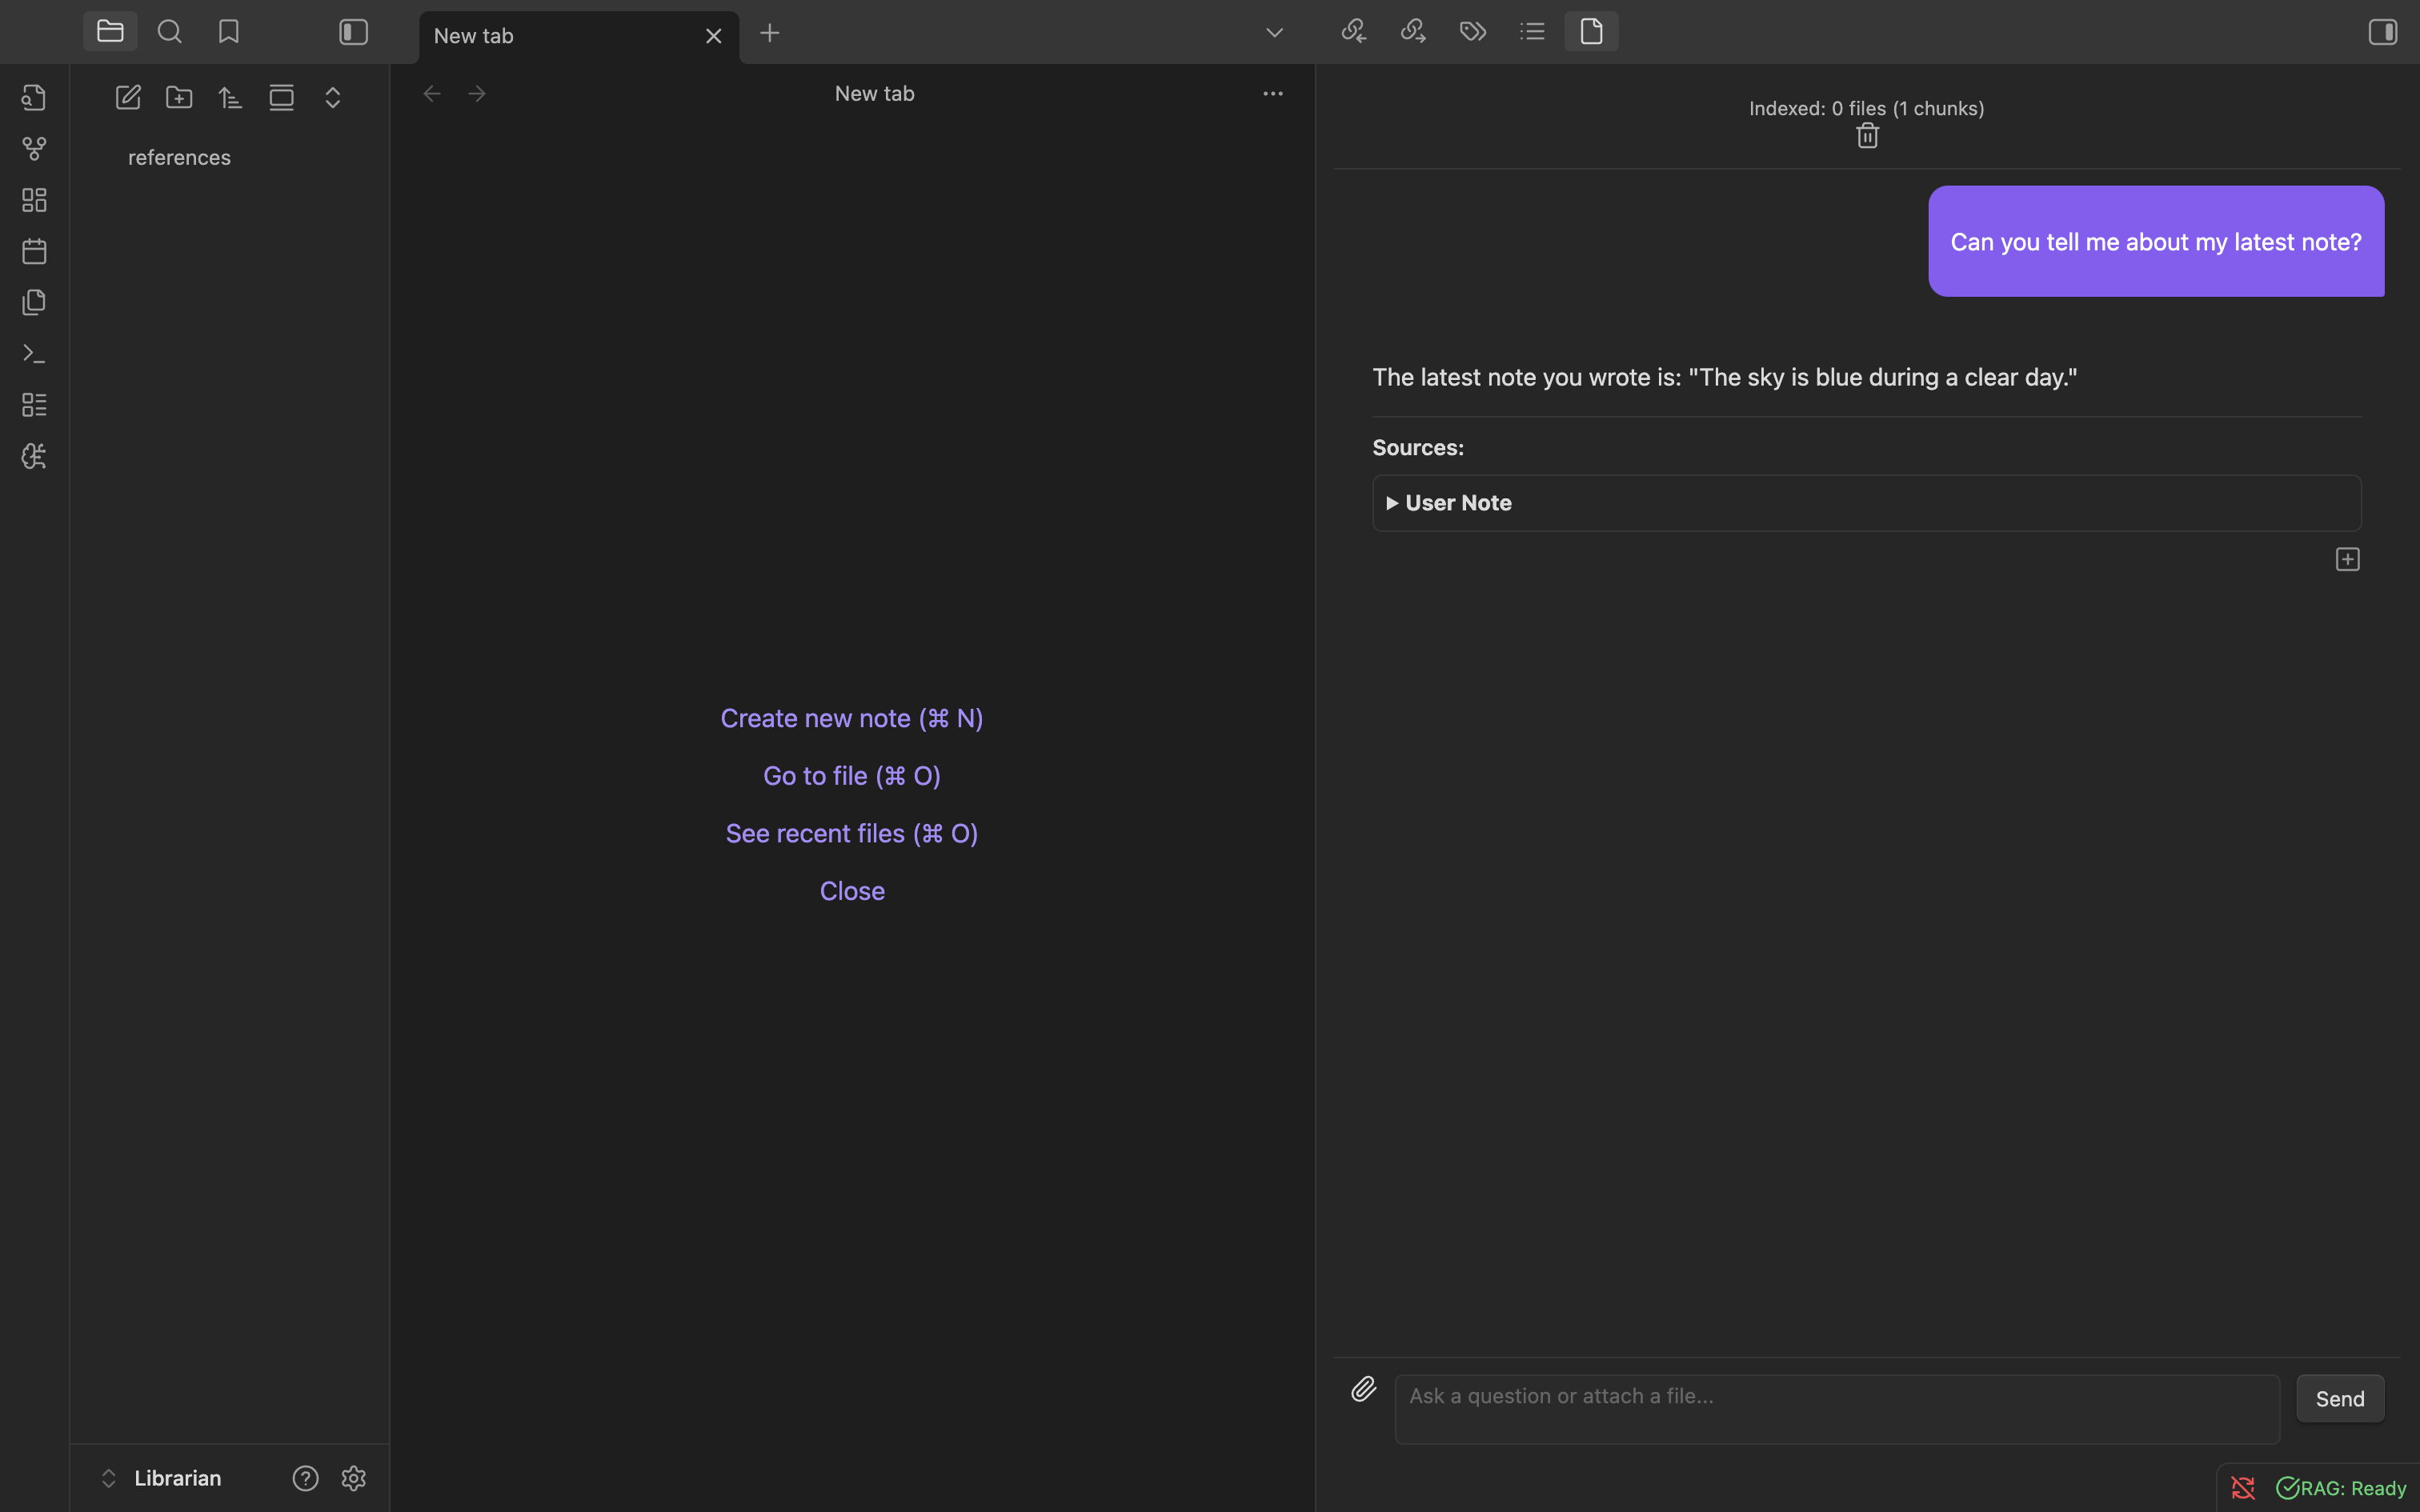 New tab
New tab
references
Create new note (⌘ N)
Go to file (⌘ O)
See recent files (⌘ O)
Close
Librarian
Indexed: 0 files (1 chunks)
Can you tell me about my latest note?
The latest note you wrote is: "The sky is blue during a clear day."
Sources:
User Note
Ask a question or attach a file...
Send
RAG: Ready